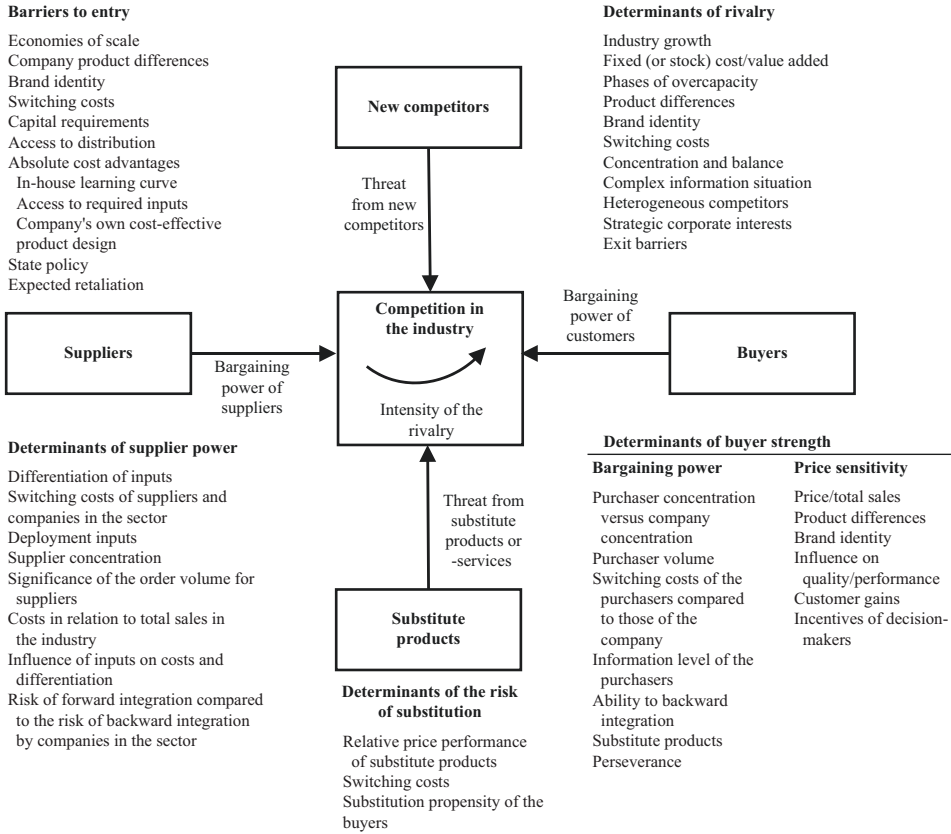 Barriers to entry
Economies of scale
Company product differences
Brand identity
Switching costs
Capital requirements
Access to distribution
Absolute cost advantages
In-house learning curve
Access to required inputs
Company's own cost-effective
product design
State policy
Expected retaliation
New competitors
Threat
from new
competitors
Determinants of rivalry
Industry growth
Fixed (or stock) cost/value added
Phases of overcapacity
Product differences
Brand identity
Switching costs
Concentration and balance
Complex information situation
Heterogeneous competitors
Strategic corporate interests
Exit barriers
Suppliers
Bargaining
power of
suppliers
Competition in
the industry
Intensity of the
rivalry
Bargaining
power of
customers
Buyers
Determinants of supplier power
Differentiation of inputs
Switching costs of suppliers and
companies in the sector
Deployment inputs
Supplier concentration
Significance of the order volume for
suppliers
Costs in relation to total sales in
the industry
Influence of inputs on costs and
differentiation
Risk of forward integration compared
to the risk of backward integration
by companies in the sector
Threat from
substitute
products or
-services
Substitute
products
Determinants of the risk
of substitution
Relative price performance
of substitute products
Switching costs
Substitution propensity of the
buyers
Determinants of buyer strength
Bargaining power
Purchaser concentration
versus company
concentration
Purchaser volume
Switching costs of the
purchasers compared
to those of the
company
Information level of the
purchasers
Ability to backward
integration
Substitute products
Perseverance
Price sensitivity
Price/total sales
Product differences
Brand identity
Influence on
quality/performance
Customer gains
Incentives of decision-
makers